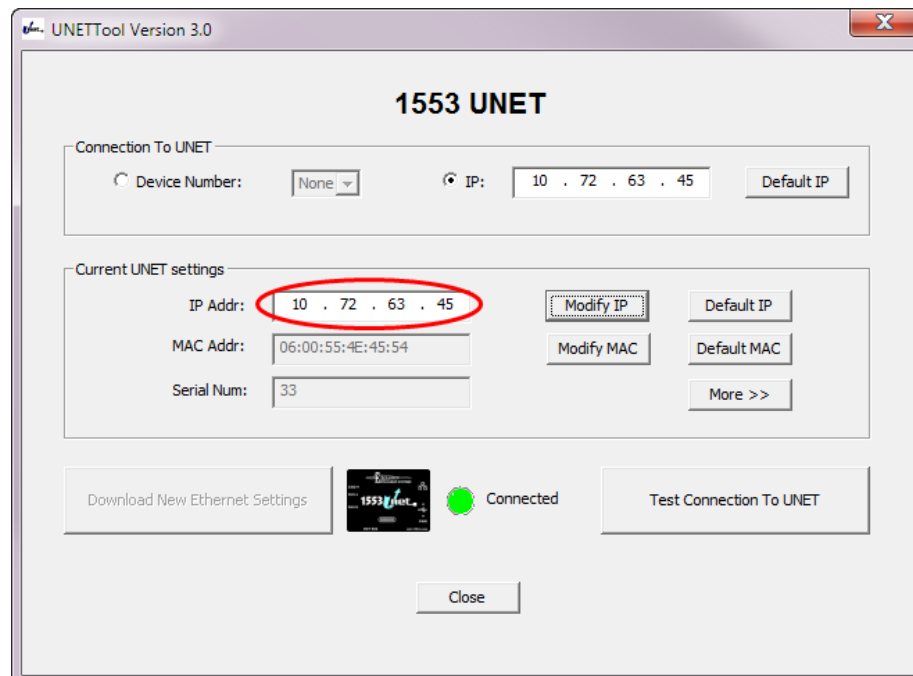 UNETTool Version 3.0
1553 UNET
Connection To UNET
Device Number: None IP: 10 . 72 . 63 . 45 Default IP
Current UNET settings
IP Addr: 10 . 72 . 63 . 45 Modify IP Default IP
MAC Addr: 06:00:55:4E:45:54 Modify MAC Default MAC
Serial Num: 33 More >>
Download New Ethernet Settings 1553Unet Connected Test Connection To UNET
Close